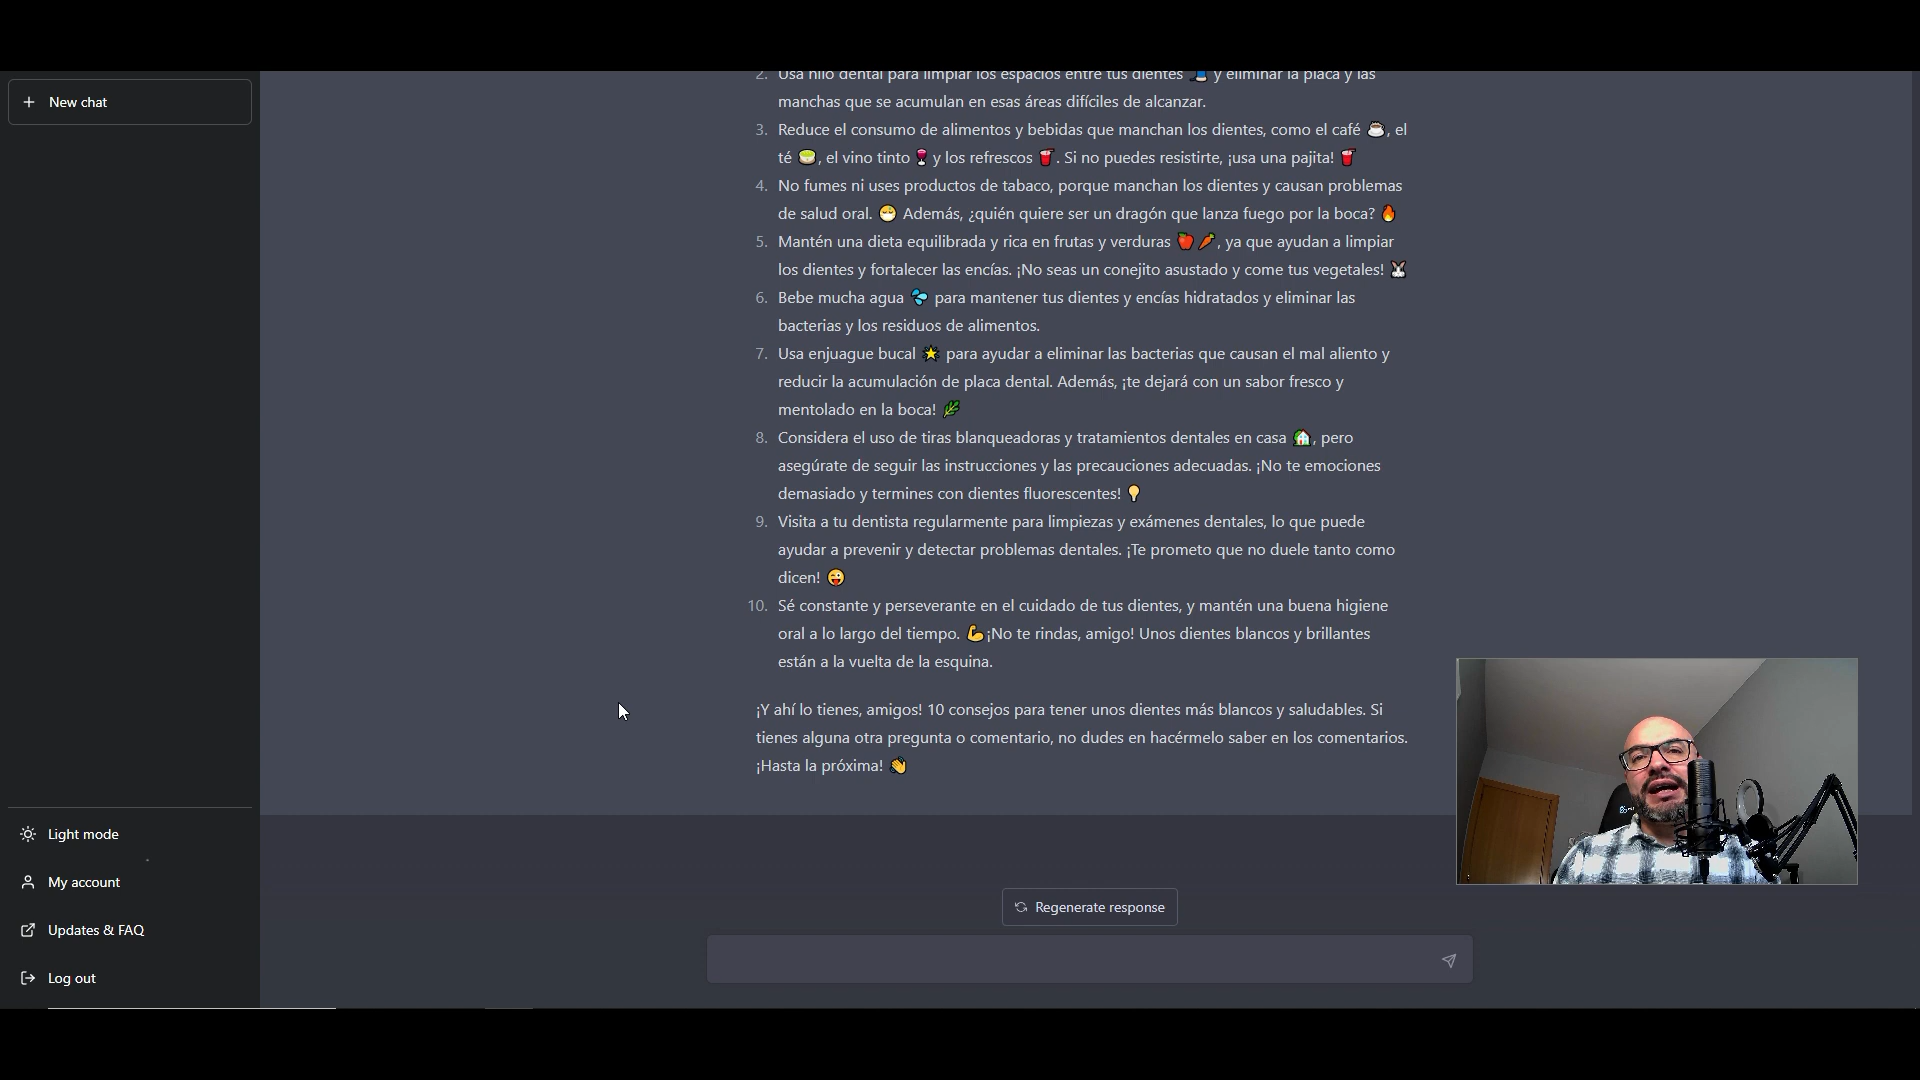 New chat
2. Usa hilo dental para limpiar los espacios entre tus dientes y eliminar la placa y las
manchas que se acumulan en esas áreas difíciles de alcanzar.
3. Reduce el consumo de alimentos y bebidas que manchan los dientes, como el café ☕, el
té 🍵, el vino tinto 🍷 y los refrescos 🥤. Si no puedes resistirte, ¡usa una pajita! 🥤
4. No fumes ni uses productos de tabaco, porque manchan los dientes y causan problemas
de salud oral. 😷 Además, ¿quién quiere ser un dragón que lanza fuego por la boca? 🔥
5. Mantén una dieta equilibrada y rica en frutas y verduras 🍎🥕, ya que ayudan a limpiar
los dientes y fortalecer las encías. ¡No seas un conejito asustado y come tus vegetales! 🐰
6. Bebe mucha agua 💦 para mantener tus dientes y encías hidratados y eliminar las
bacterias y los residuos de alimentos.
7. Usa enjuague bucal 🌟 para ayudar a eliminar las bacterias que causan el mal aliento y
reducir la acumulación de placa dental. Además, ¡te dejará con un sabor fresco y
mentolado en la boca! 🌿
8. Considera el uso de tiras blanqueadoras y tratamientos dentales en casa 🏡, pero
asegúrate de seguir las instrucciones y las precauciones adecuadas. ¡No te emociones
demasiado y termines con dientes fluorescentes! 💡
9. Visita a tu dentista regularmente para limpiezas y exámenes dentales, lo que puede
ayudar a prevenir y detectar problemas dentales. ¡Te prometo que no duele tanto como
dicen! 😜
10. Sé constante y perseverante en el cuidado de tus dientes, y mantén una buena higiene
oral a lo largo del tiempo. 💪¡No te rindas, amigo! Unos dientes blancos y brillantes
están a la vuelta de la esquina.
¡Y ahí lo tienes, amigos! 10 consejos para tener unos dientes más blancos y saludables. Si
tienes alguna otra pregunta o comentario, no dudes en hacérmelo saber en los comentarios.
¡Hasta la próxima! 👋
Light mode
My account
Updates & FAQ
Log out
Regenerate response